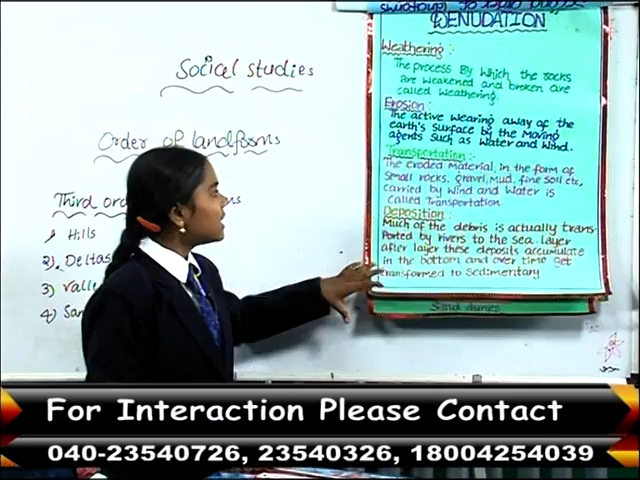 Social studies
Order of landforms
Third ord
1) Hills
2). Deltas
3) Valle
4) San
DENUDATION
Weathering :-
The process By which the rocks
are weakened and broken are
called weathering.
Erosion :-
The active wearing away of the
earth's surface by the Moving
agents such as water and wind.
Transportation :-
The eroded Material, in the form of
small rocks, gravel, Mud, fine soil etc,
carried by wind and water is
called Transportation.
Deposition :-
Much of the debris is actually trans-
Ported by rivers to the sea. layer
after layer these deposits accumulate
in the bottom and over time get
transformed to sedimentary
Sand dunes
For Interaction Please Contact
040-23540726, 23540326, 18004254039